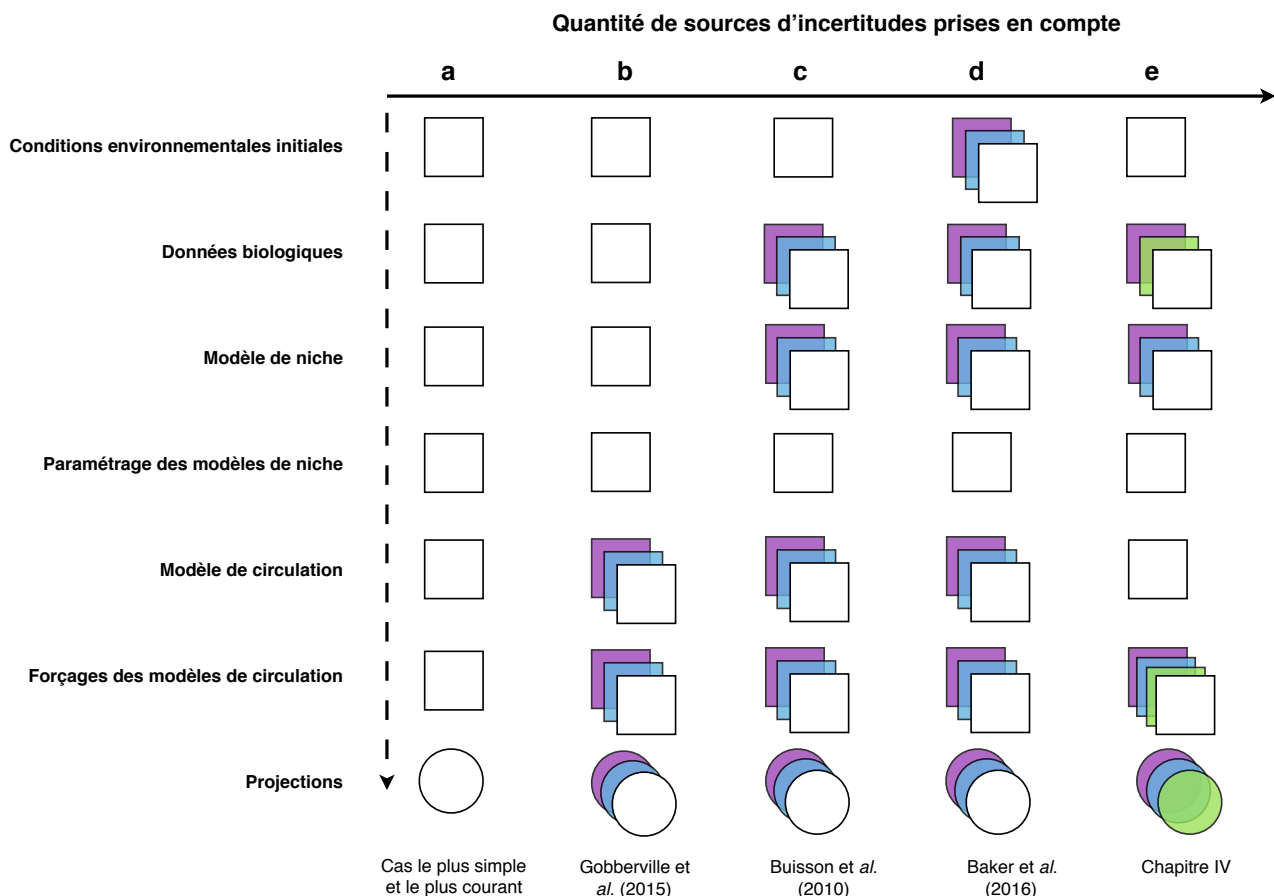 Quantité de sources d'incertitudes prises en compte
a b c d e
Conditions environnementales initiales
Données biologiques
Modèle de niche
Paramétrage des modèles de niche
Modèle de circulation
Forçages des modèles de circulation
Projections
Cas le plus simple
et le plus courant
Gobberville et
al. (2015)
Buisson et al.
(2010)
Baker et al.
(2016)
Chapitre IV